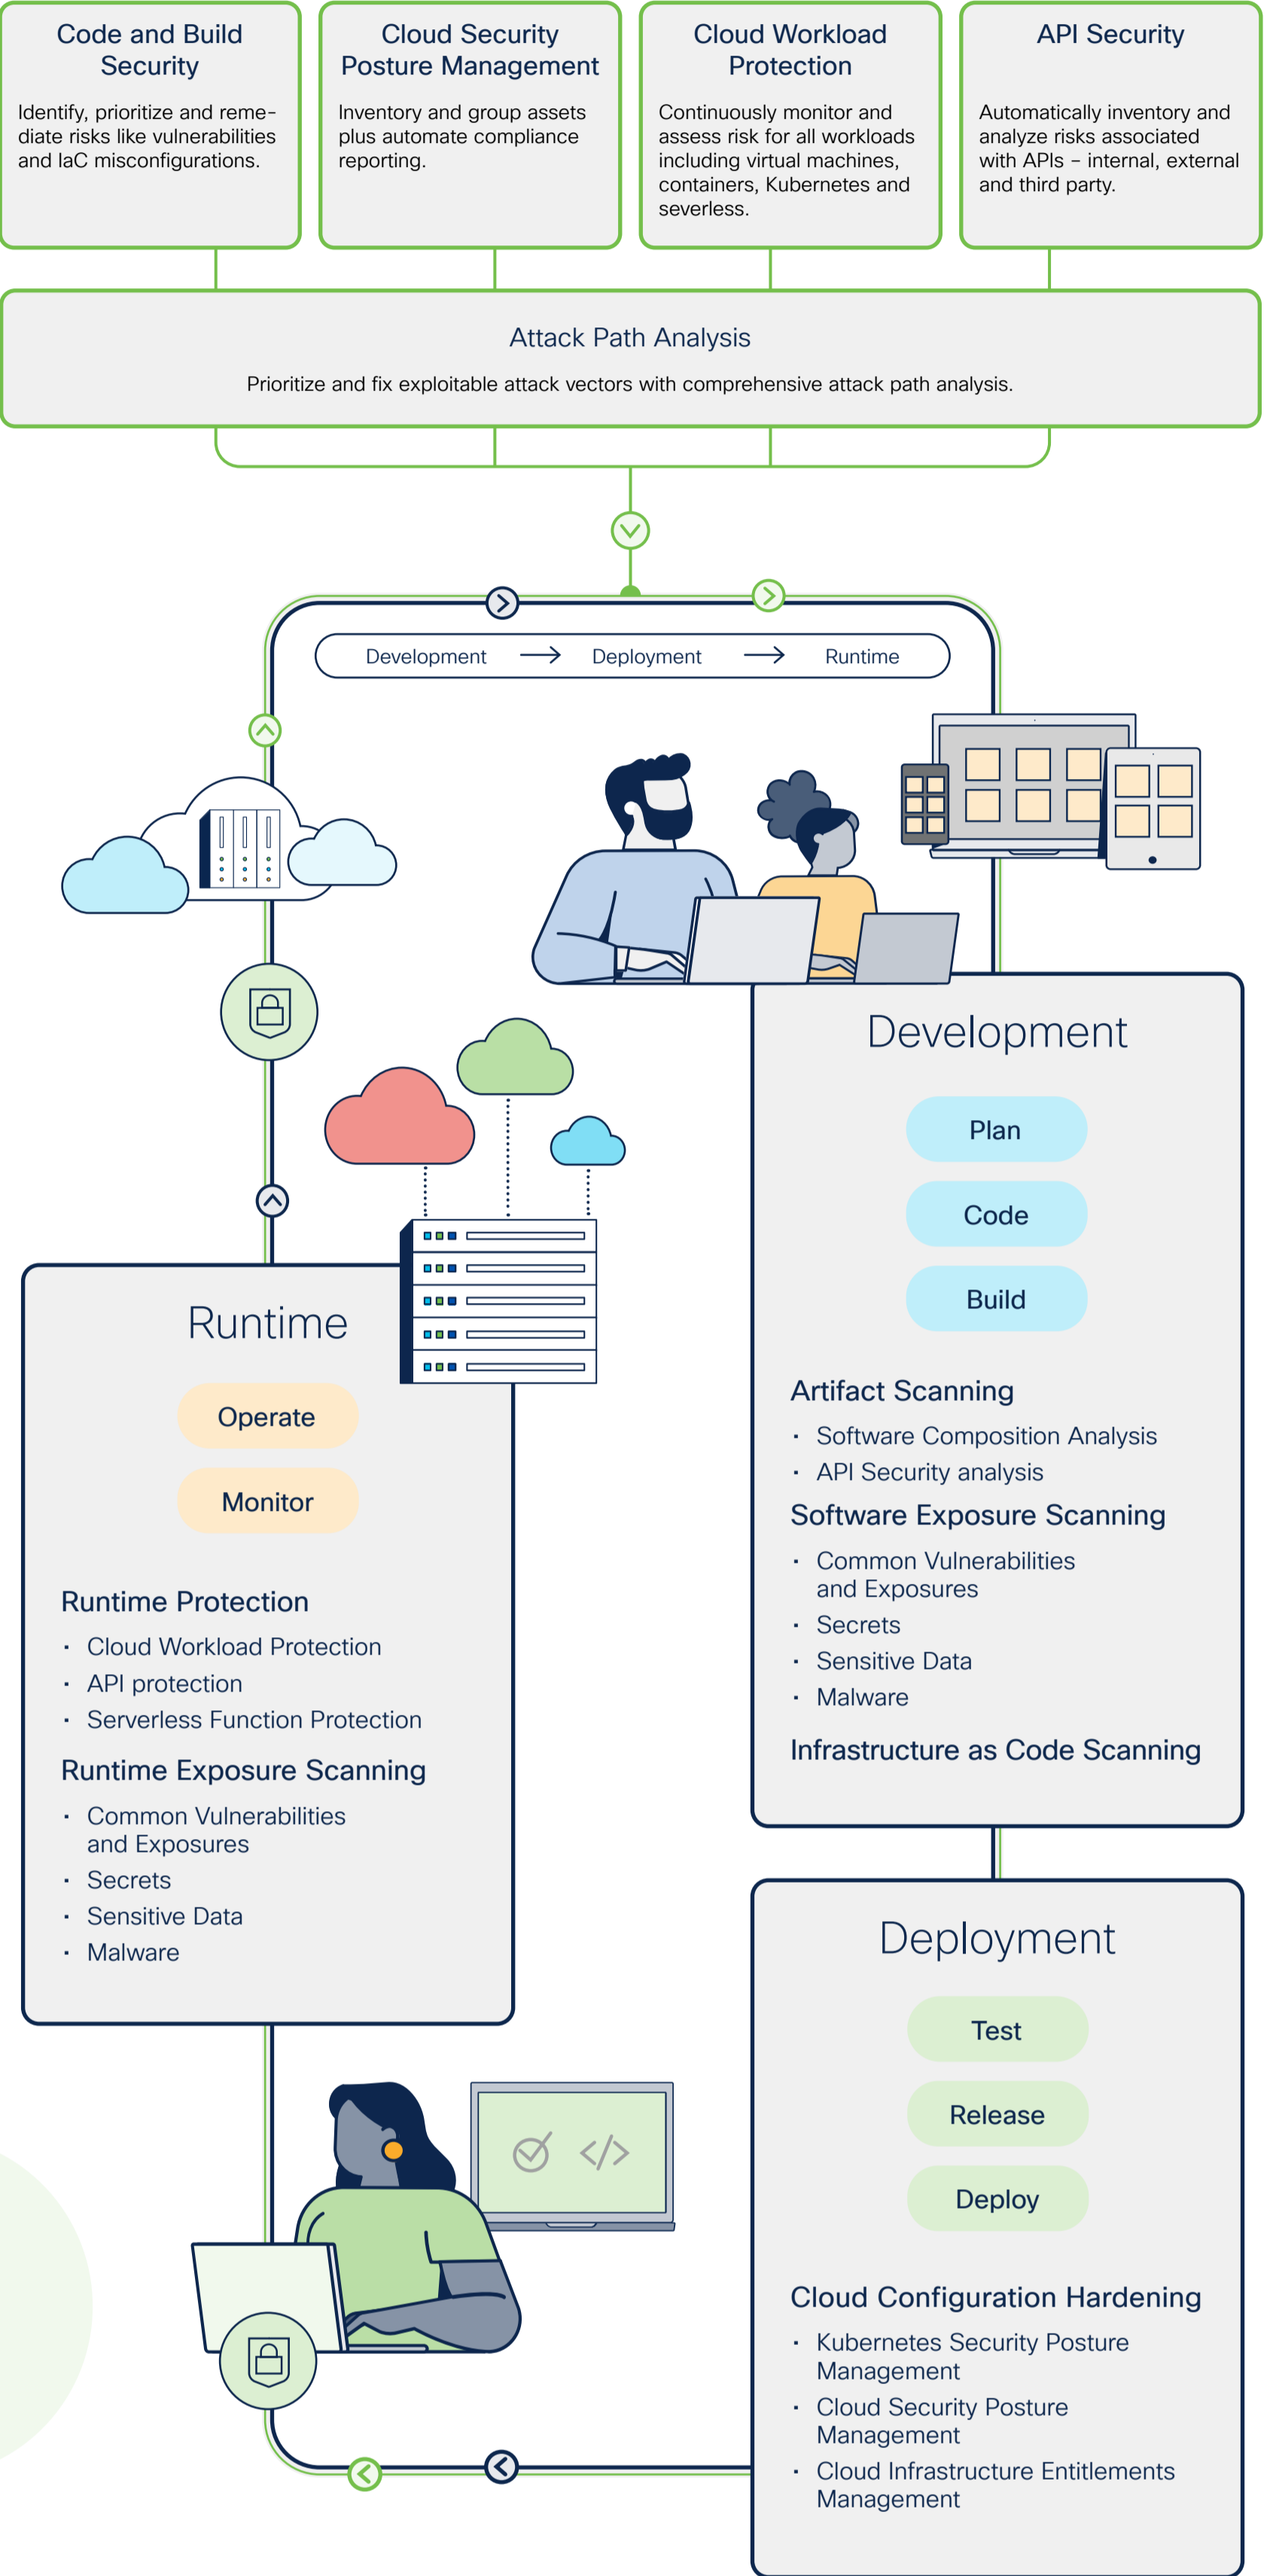 Code and Build
Security
Identify, prioritize and reme-
diate risks like vulnerabilities
and IaC misconfigurations.
Cloud Security
Posture Management
Inventory and group assets
plus automate compliance
reporting.
Cloud Workload
Protection
Continuously monitor and
assess risk for all workloads
including virtual machines,
containers, Kubernetes and
severless.
API Security
Automatically inventory and
analyze risks associated
with APIs – internal, external
and third party.
Attack Path Analysis
Prioritize and fix exploitable attack vectors with comprehensive attack path analysis.
Development → Deployment → Runtime
Development
Plan
Code
Build
Artifact Scanning
· Software Composition Analysis
· API Security analysis
Software Exposure Scanning
· Common Vulnerabilities
and Exposures
· Secrets
· Sensitive Data
· Malware
Infrastructure as Code Scanning
Deployment
Test
Release
Deploy
Cloud Configuration Hardening
· Kubernetes Security Posture
Management
· Cloud Security Posture
Management
· Cloud Infrastructure Entitlements
Management
Runtime
Operate
Monitor
Runtime Protection
· Cloud Workload Protection
· API protection
· Serverless Function Protection
Runtime Exposure Scanning
· Common Vulnerabilities
and Exposures
· Secrets
· Sensitive Data
· Malware